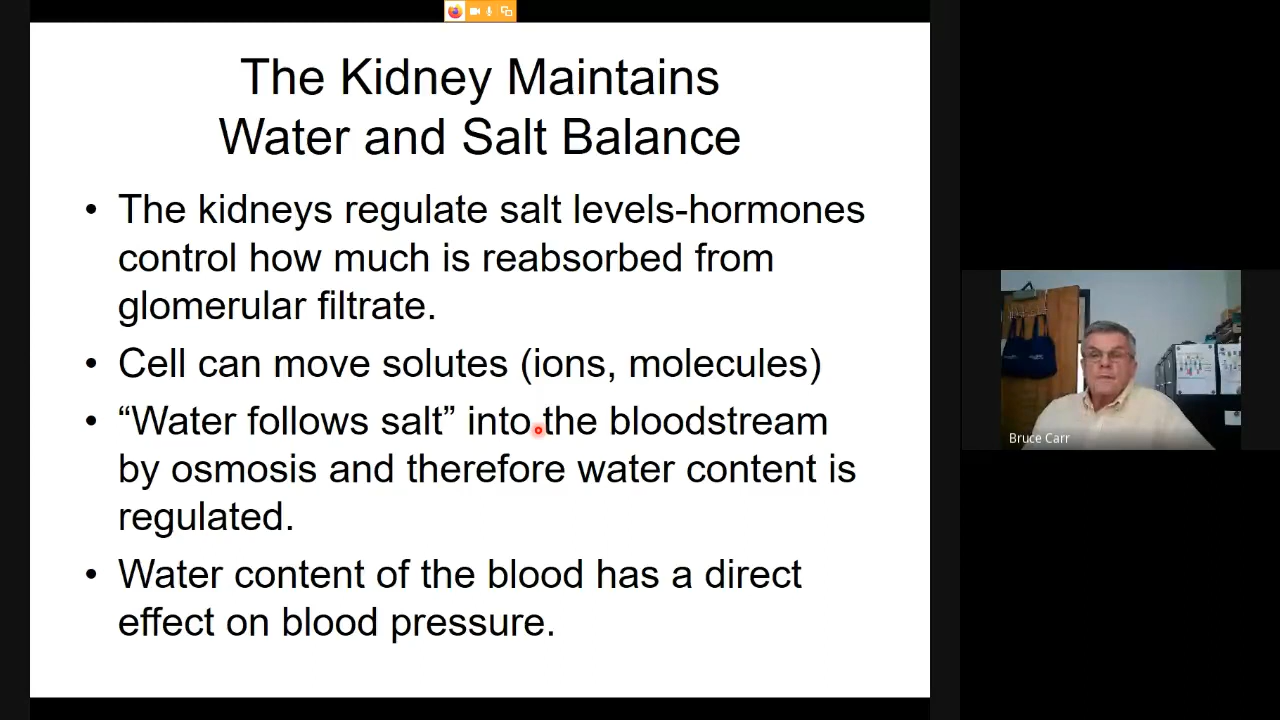 The Kidney Maintains
Water and Salt Balance
• The kidneys regulate salt levels-hormones
control how much is reabsorbed from
glomerular filtrate.
• Cell can move solutes (ions, molecules)
• “Water follows salt” into the bloodstream
by osmosis and therefore water content is
regulated.
• Water content of the blood has a direct
effect on blood pressure.
Bruce Carr